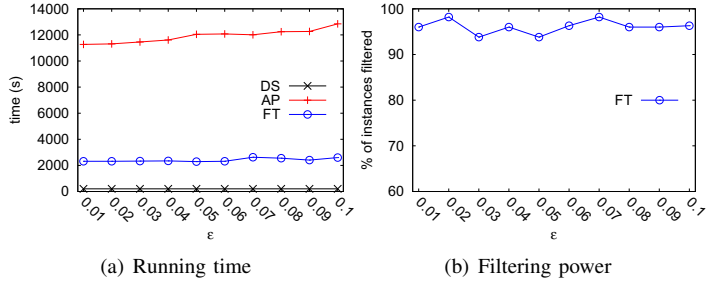 14000
12000
10000
8000
6000
4000
2000
0
time (s)
DS
AP
FT
0.01 0.02 0.03 0.04 0.05 0.06 0.07 0.08 0.09 0.1
ε
(a) Running time
100
90
80
70
60
% of instances filtered
FT
0.01 0.02 0.03 0.04 0.05 0.06 0.07 0.08 0.09 0.1
ε
(b) Filtering power